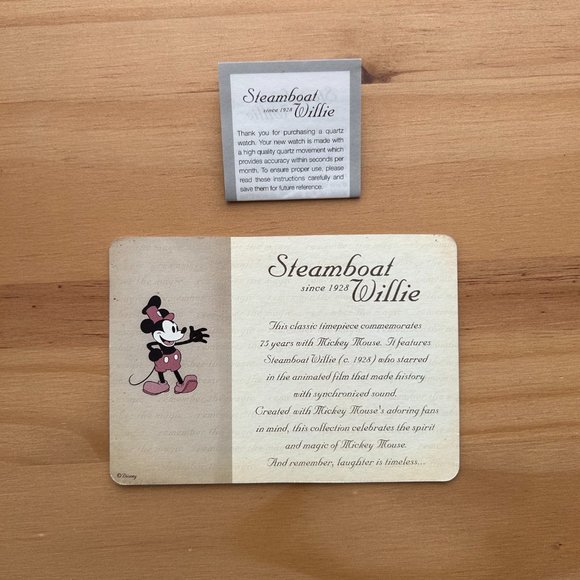 Steamboat
since 1928 Willie
Thank you for purchasing a quartz
watch. Your new watch is made with
a high quality quartz movement which
provides accuracy within seconds per
month. To ensure proper use, please
read these instructions carefully and
save them for future reference.
Steamboat
since 1928 Willie
This classic timepiece commemorates
75 years with Mickey Mouse. It features
Steamboat Willie (c. 1928) who starred
in the animated film that made history
with synchronized sound.
Created with Mickey Mouse's adoring fans
in mind, this collection celebrates the spirit
and magic of Mickey Mouse.
And remember, laughter is timeless...
©Disney